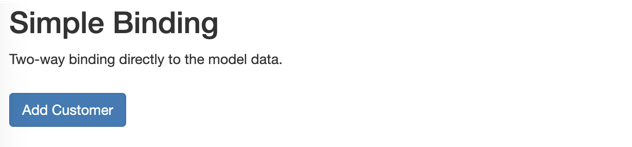 Simple Binding
Two-way binding directly to the model data.
Add Customer